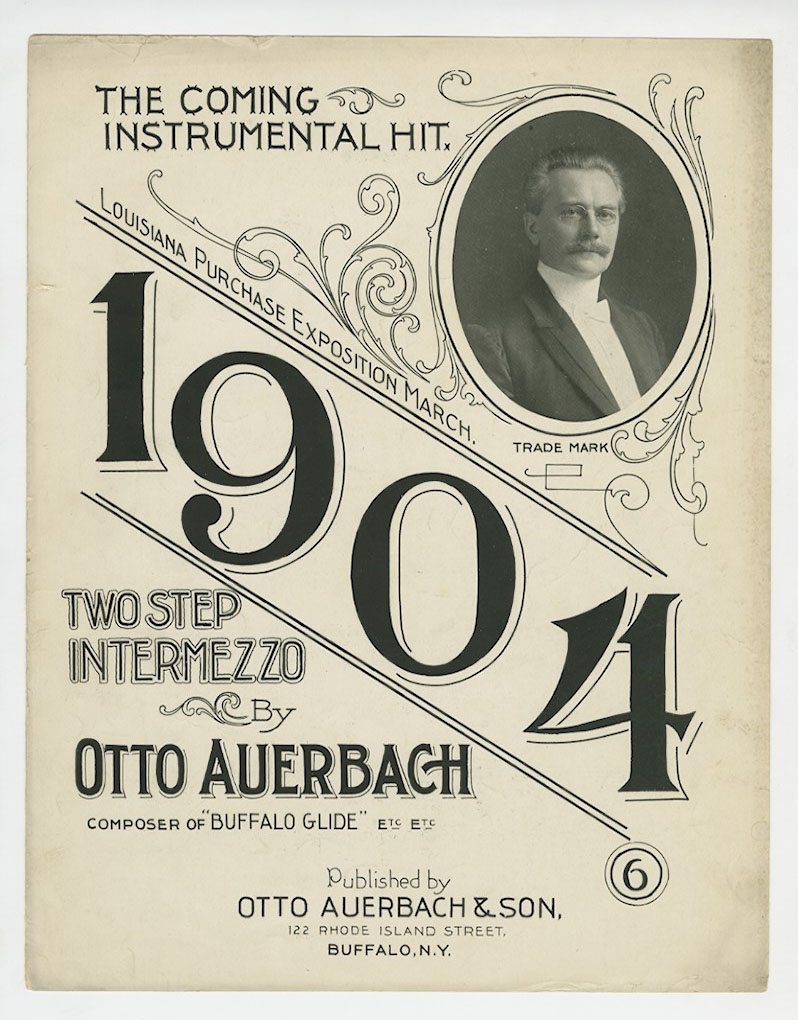 THE COMING
INSTRUMENTAL HIT.
LOUISIANA PURCHASE EXPOSITION MARCH.
TRADE MARK
1904
TWO STEP
INTERMEZZO
By
OTTO AUERBACH
COMPOSER OF "BUFFALO GLIDE" ETC ETC
6
Published by
OTTO AUERBACH & SON,
122 RHODE ISLAND STREET,
BUFFALO, N.Y.